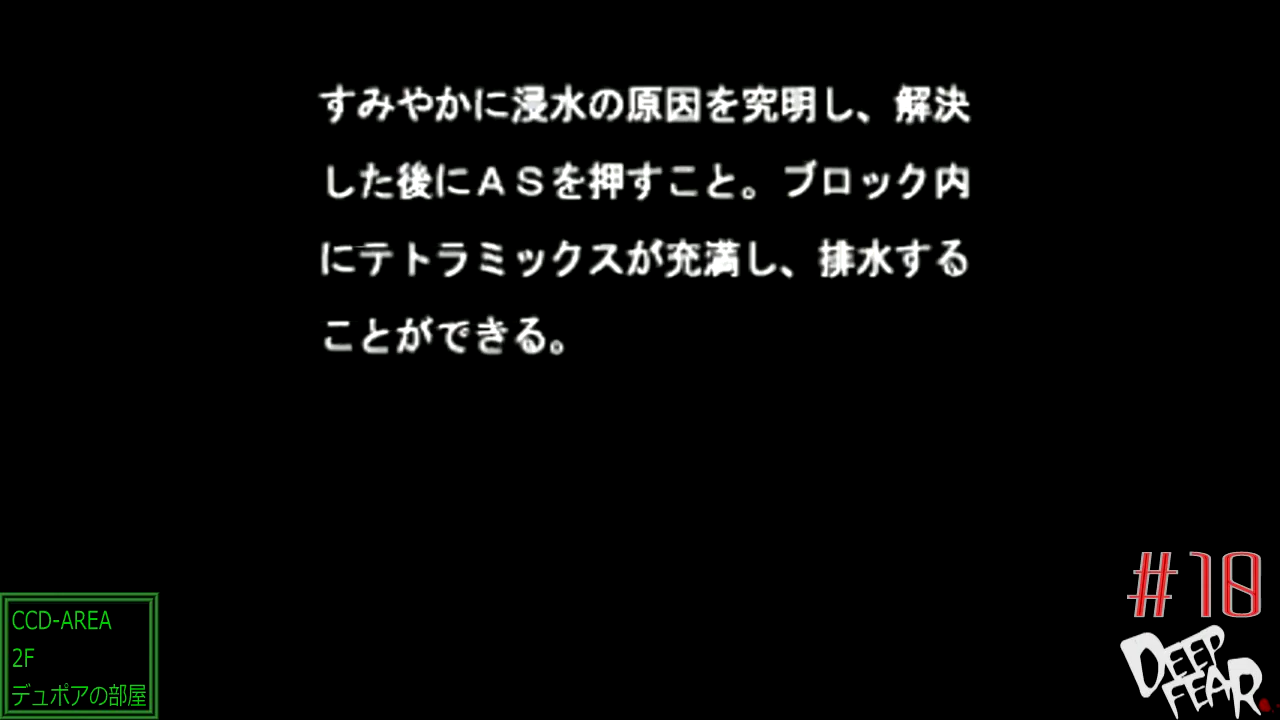 すみやかに浸水の原因を究明し、解決
した後にＡＳを押すこと。ブロック内
にテトラミックスが充満し、排水する
ことができる。
#10
CCD-AREA
2F
デュポアの部屋
DEEP
FEAR